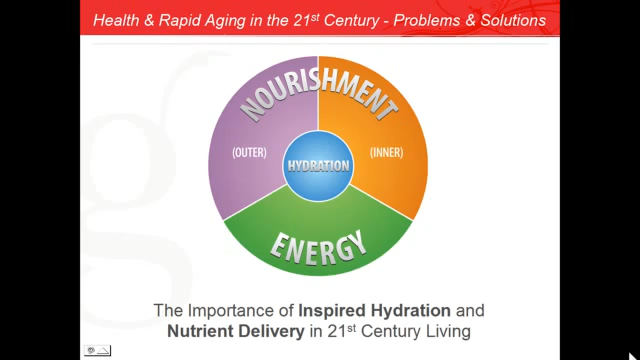 Health & Rapid Aging in the 21st Century - Problems & Solutions
NOURISHMENT
(OUTER)
HYDRATION
(INNER)
ENERGY
The Importance of Inspired Hydration and
Nutrient Delivery in 21st Century Living